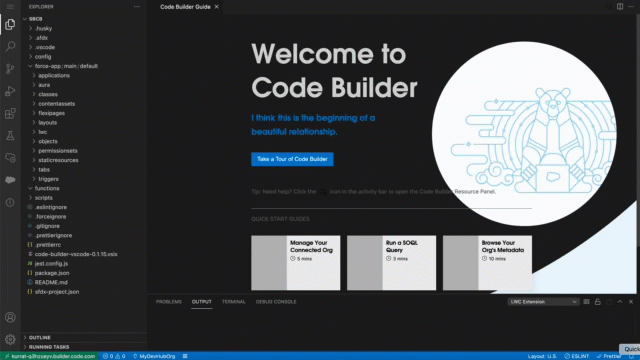 EXPLORER
SBCB
.husky
.sfdx
.vscode
config
force-app / main / default
applications
aura
classes
contentassets
flexipages
layouts
lwc
objects
permissionsets
staticresources
tabs
triggers
functions
scripts
.eslintignore
.forceignore
.gitignore
.prettierignore
.prettierrc
code-builder-vscode-0.1.15.vsix
jest.config.js
package.json
README.md
sfdx-project.json
OUTLINE
RUNNING TASKS
Code Builder Guide
Welcome to
Code Builder
I think this is the beginning of a
beautiful relationship.
Take a Tour of Code Builder
Tip: Need help? Click the icon in the activity bar to open the Code Builder Resource Panel.
QUICK START GUIDES
Manage Your
Connected Org
5 mins
Run a SOQL
Query
3 mins
Browse Your
Org's Metadata
10 mins
PROBLEMS OUTPUT TERMINAL DEBUG CONSOLE
LWC Extension
0 0 MyDevHubOrg
Layout: U.S. ESLINT Prettier
Quick